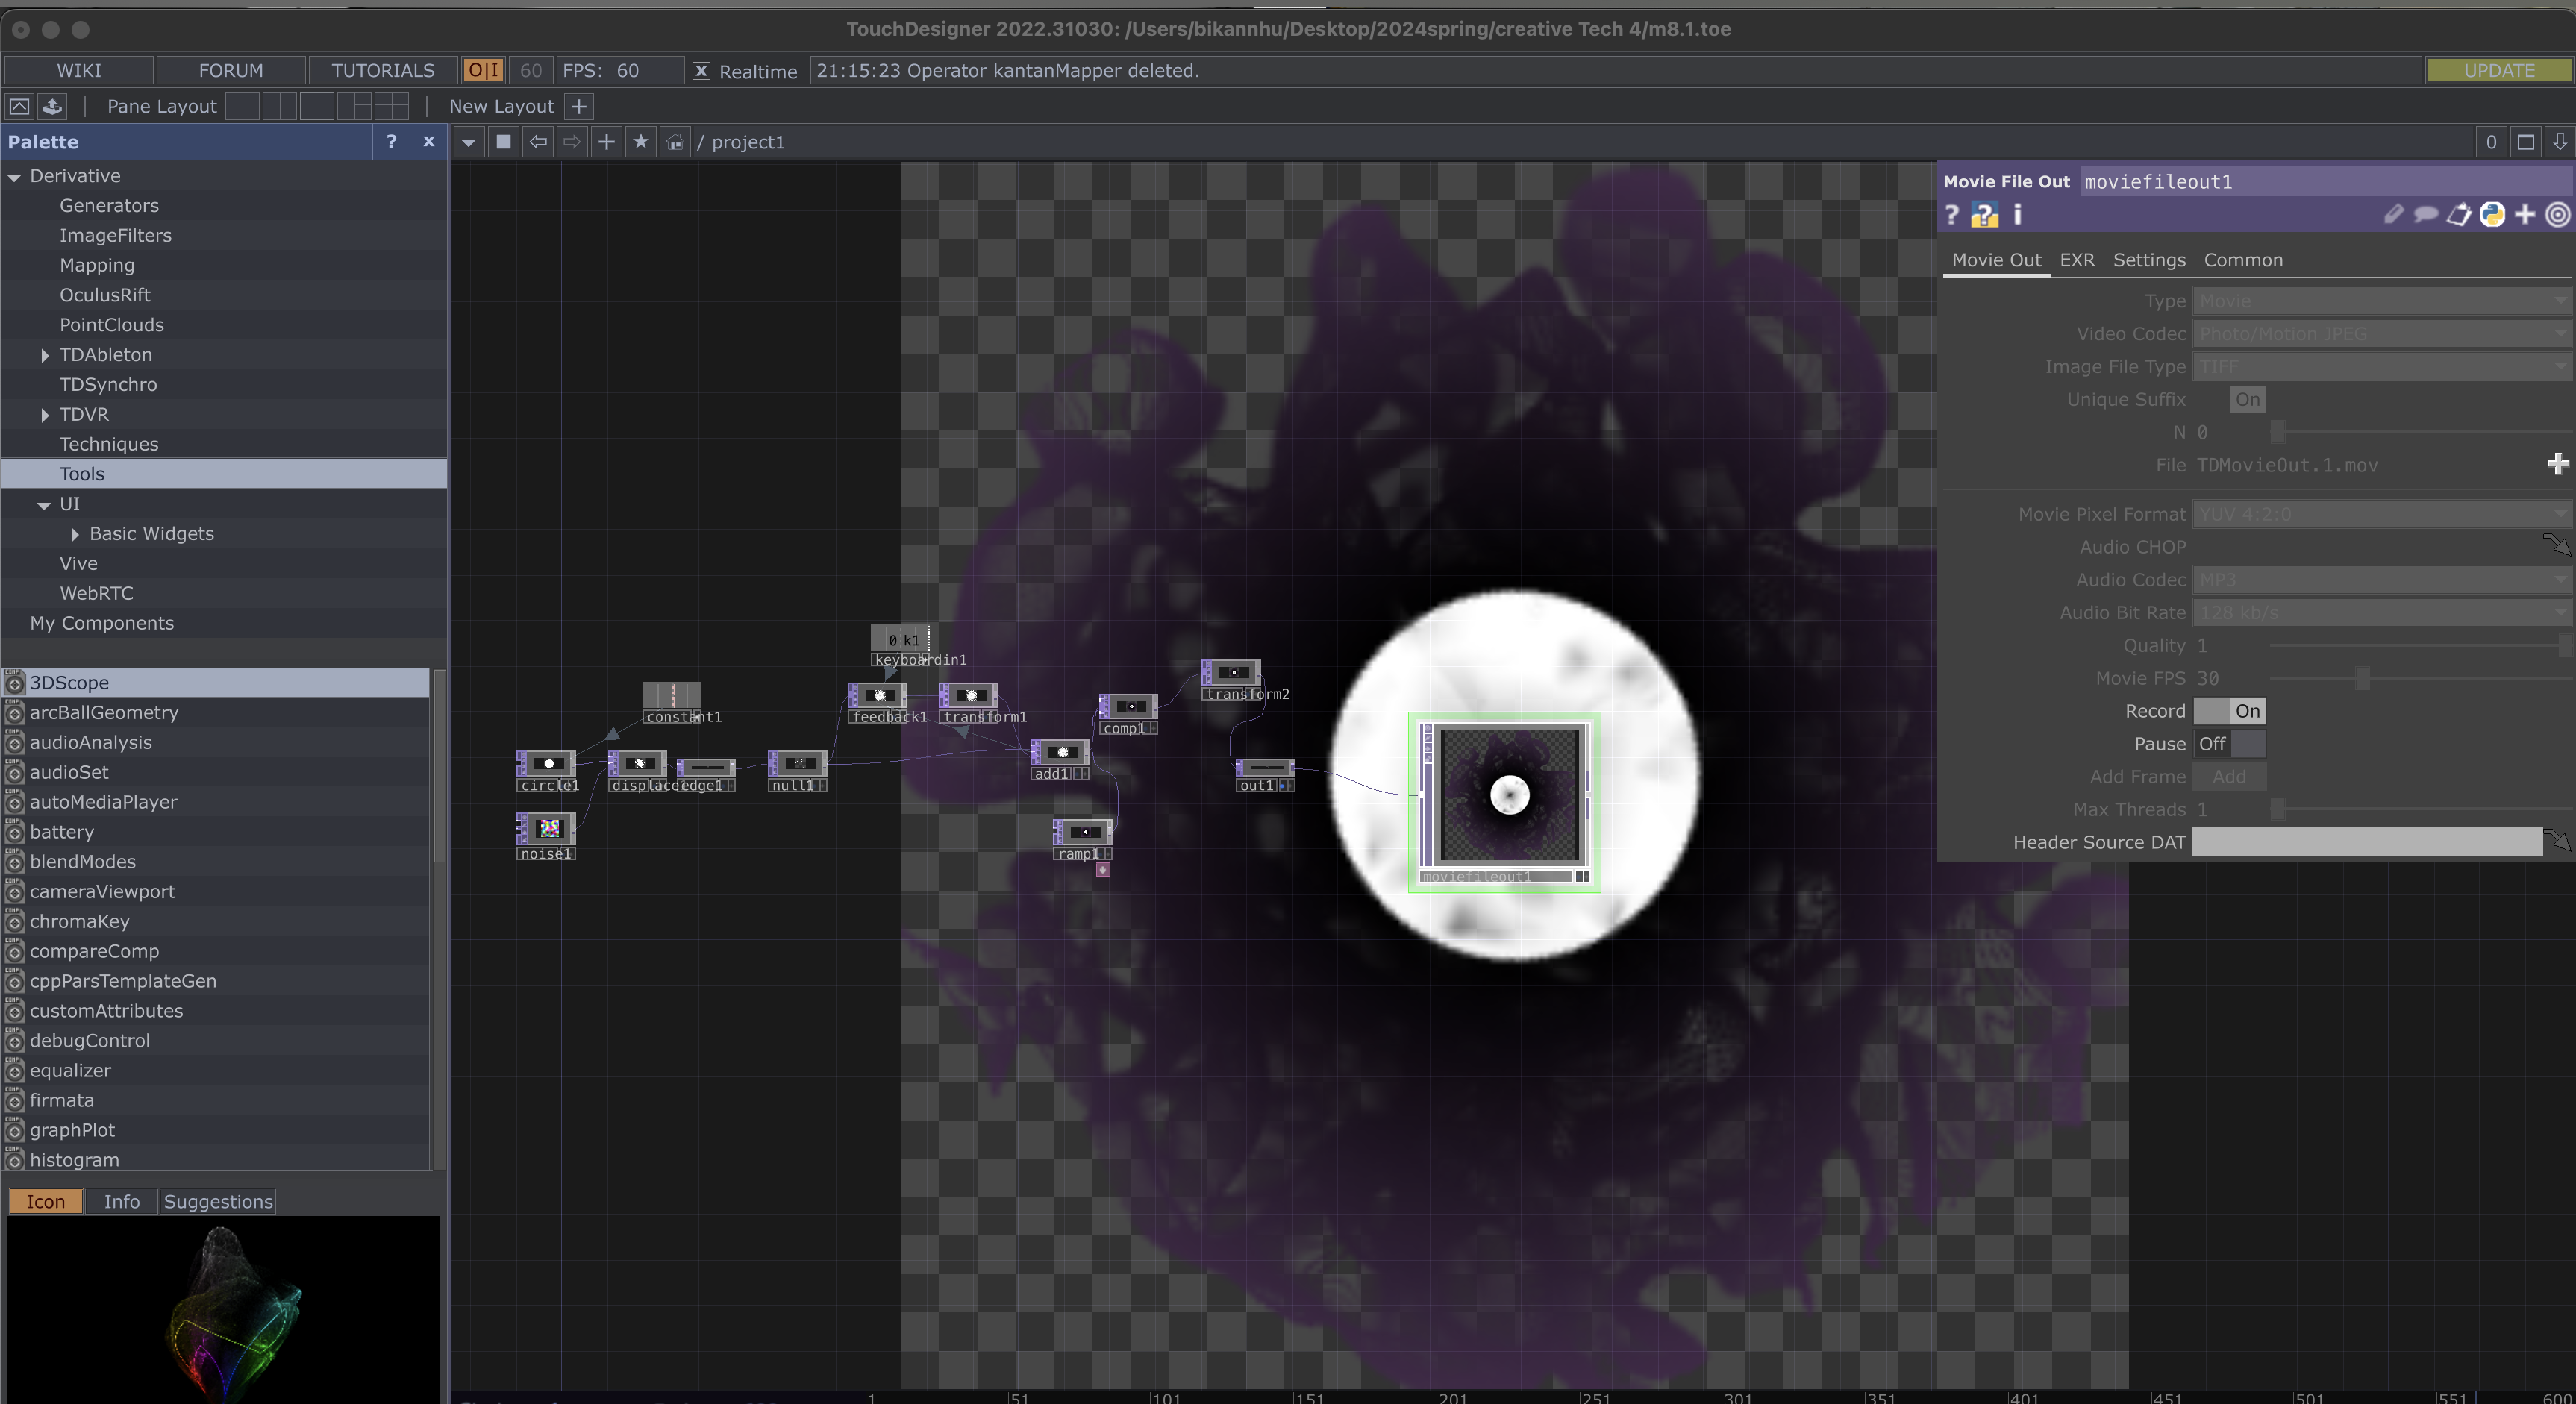 TouchDesigner 2022.31030: /Users/bikannhu/Desktop/2024spring/creative Tech 4/m8.1.toe
WIKI FORUM TUTORIALS O|I 60 FPS: 60 X Realtime 21:15:23 Operator kantanMapper deleted. UPDATE
Pane Layout New Layout +
Palette ? x / project1 0
Derivative
Generators
ImageFilters
Mapping
OculusRift
PointClouds
TDAbleton
TDSynchro
TDVR
Techniques
Tools
UI
Basic Widgets
Vive
WebRTC
My Components
3DScope
arcBallGeometry
audioAnalysis
audioSet
autoMediaPlayer
battery
blendModes
cameraViewport
chromaKey
compareComp
cppParsTemplateGen
customAttributes
debugControl
equalizer
firmata
graphPlot
histogram
Icon Info Suggestions
0 k1
keyboardin1
constant1
feedback1
transform1
transform2
comp1
circle1
displace
edge1
null1
add1
out1
noise1
ramp1
moviefileout1
Movie File Out moviefileout1
? ? i
Movie Out EXR Settings Common
Type Movie
Video Codec Photo/Motion JPEG
Image File Type TIFF
Unique Suffix On
N 0
File TDMovieOut.1.mov
Movie Pixel Format YUV 4:2:0
Audio CHOP
Audio Codec MP3
Audio Bit Rate 128 kb/s
Quality 1
Movie FPS 30
Record On
Pause Off
Add Frame Add
Max Threads 1
Header Source DAT
1 51 101 151 201 251 301 351 401 451 501 551 600